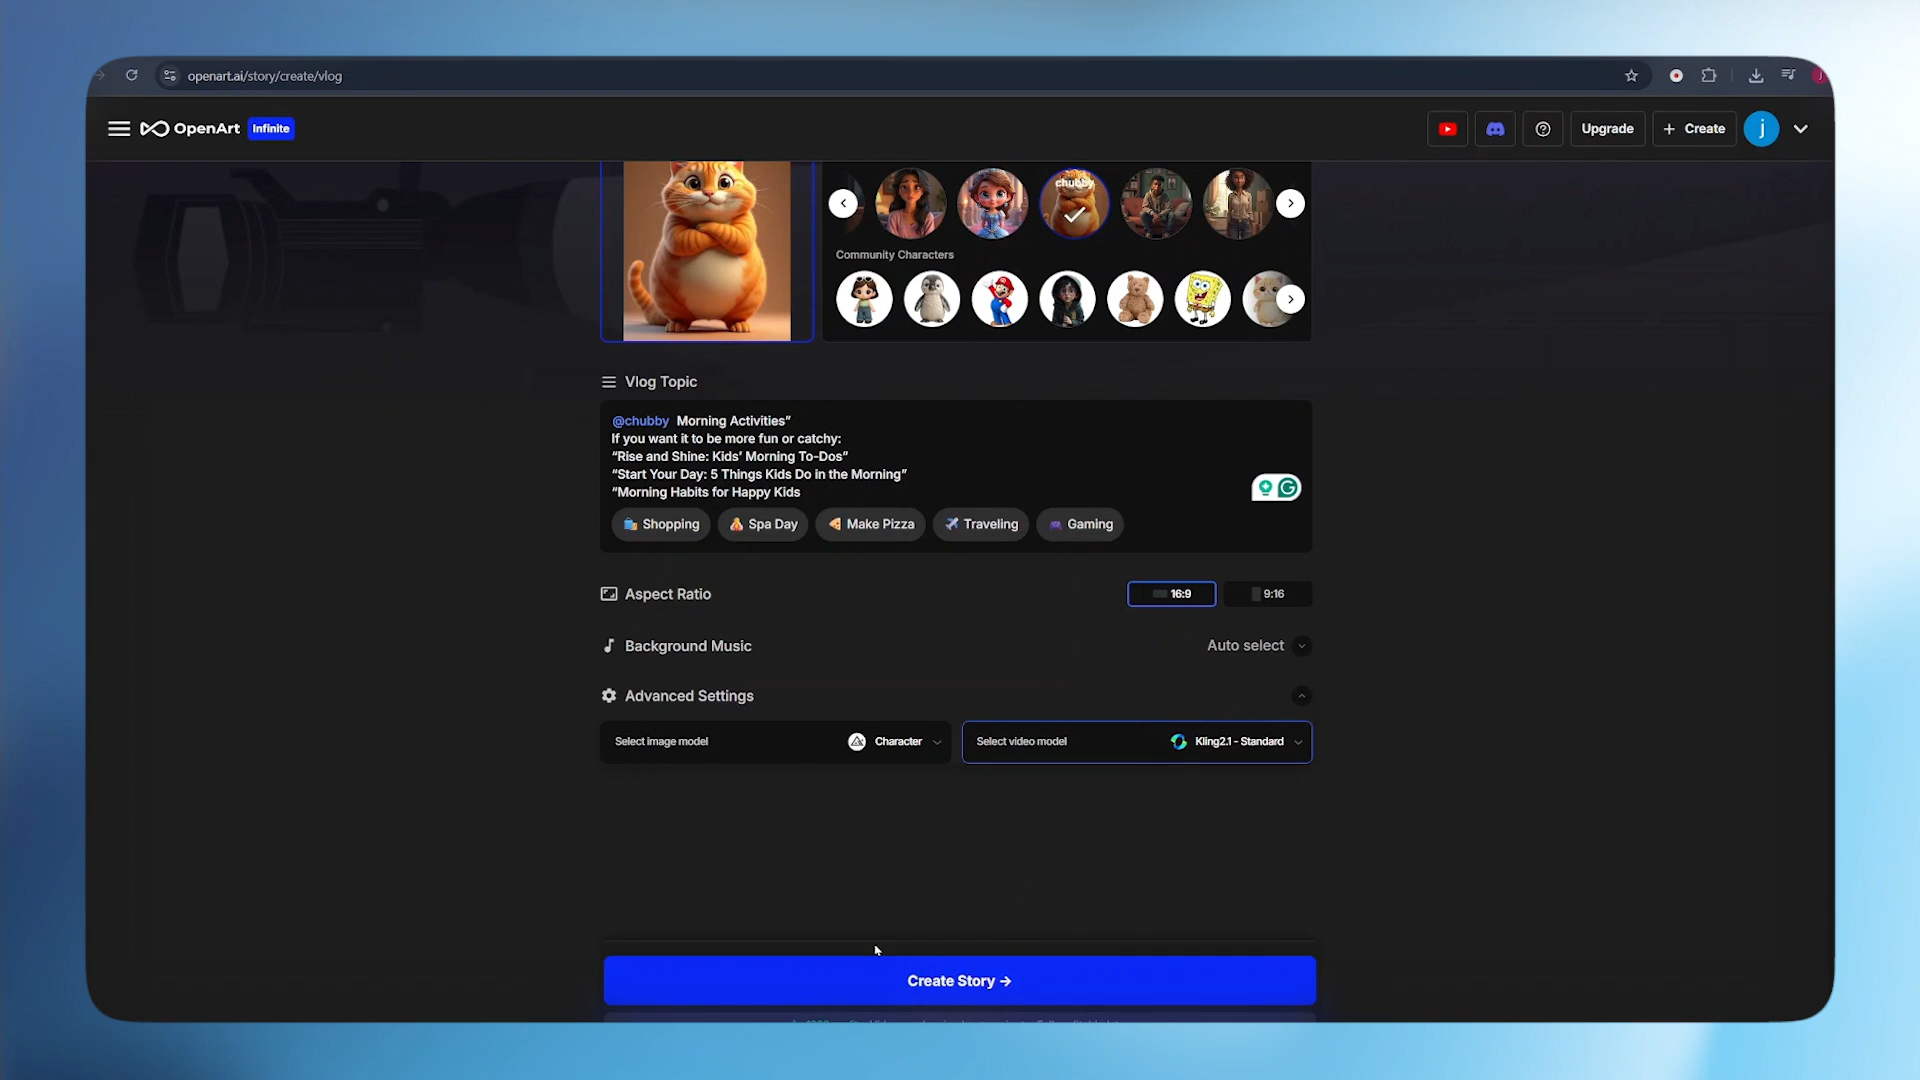 openart.ai/story/create/vlog
J
OpenArt Infinite
Upgrade
+ Create
j
chubby
Community Characters
Vlog Topic
@chubby Morning Activities”
If you want it to be more fun or catchy:
“Rise and Shine: Kids’ Morning To-Dos”
“Start Your Day: 5 Things Kids Do in the Morning”
“Morning Habits for Happy Kids
Shopping
Spa Day
Make Pizza
Traveling
Gaming
Aspect Ratio
16:9
9:16
Background Music
Auto select
Advanced Settings
Select image model
Character
Select video model
Kling2.1 - Standard
Create Story →